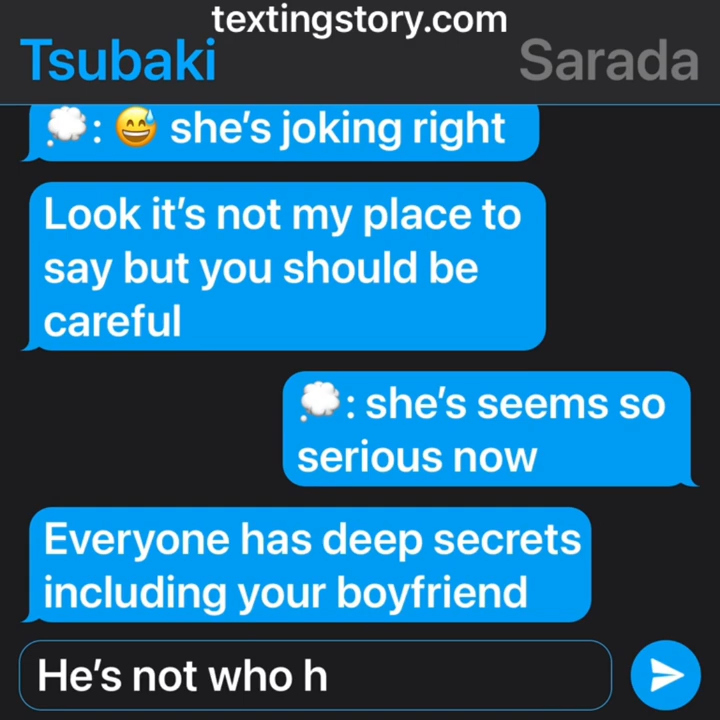 textingstory.com
Tsubaki Sarada
💭: 😅 she’s joking right
Look it’s not my place to
say but you should be
careful
💭: she’s seems so
serious now
Everyone has deep secrets
including your boyfriend
He’s not who h